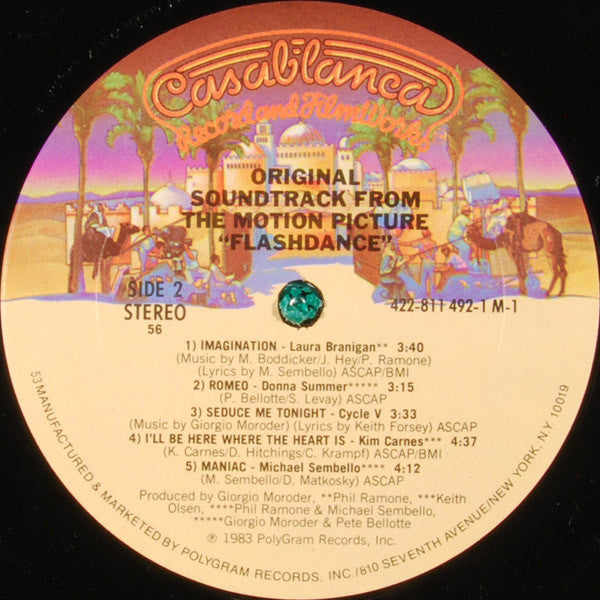 Casablanca
Record and FilmWorks
ORIGINAL
SOUNDTRACK FROM
THE MOTION PICTURE
"FLASHDANCE"
SIDE 2
STEREO
56
422-811 492-1 M-1
1) IMAGINATION - Laura Branigan** 3:40
(Music by M. Boddicker/J. Hey/P. Ramone)
(Lyrics by M. Sembello) ASCAP/BMI
2) ROMEO - Donna Summer***** 3:15
(P. Bellotte/S. Levay) ASCAP
3) SEDUCE ME TONIGHT - Cycle V 3:33
(Music by Giorgio Moroder) (Lyrics by Keith Forsey) ASCAP
4) I'LL BE HERE WHERE THE HEART IS - Kim Carnes*** 4:37
(K. Carnes/D. Hitchings/C. Krampf) ASCAP/BMI
5) MANIAC - Michael Sembello**** 4:12
(M. Sembello/D. Matkosky) ASCAP
Produced by Giorgio Moroder, **Phil Ramone, ***Keith
Olsen, ****Phil Ramone & Michael Sembello,
*****Giorgio Moroder & Pete Bellotte
℗ 1983 PolyGram Records, Inc.
53 MANUFACTURED & MARKETED BY POLYGRAM RECORDS, INC./810 SEVENTH AVENUE/NEW YORK, N.Y. 10019